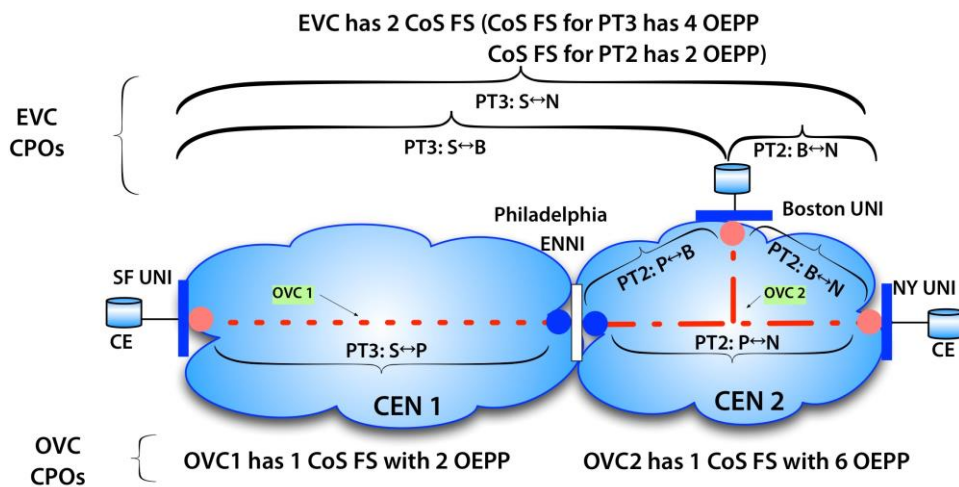 EVC has 2 CoS FS (CoS FS for PT3 has 4 OEPP
CoS FS for PT2 has 2 OEPP)
EVC
CPOs
PT3: S↔N
PT3: S↔B
PT2: B↔N
Philadelphia
ENNI
Boston UNI
SF UNI
CE
OVC 1
PT3: S↔P
CEN 1
PT2: P↔B
PT2: B↔N
OVC 2
PT2: P↔N
CEN 2
NY UNI
CE
OVC
CPOs
OVC1 has 1 CoS FS with 2 OEPP
OVC2 has 1 CoS FS with 6 OEPP